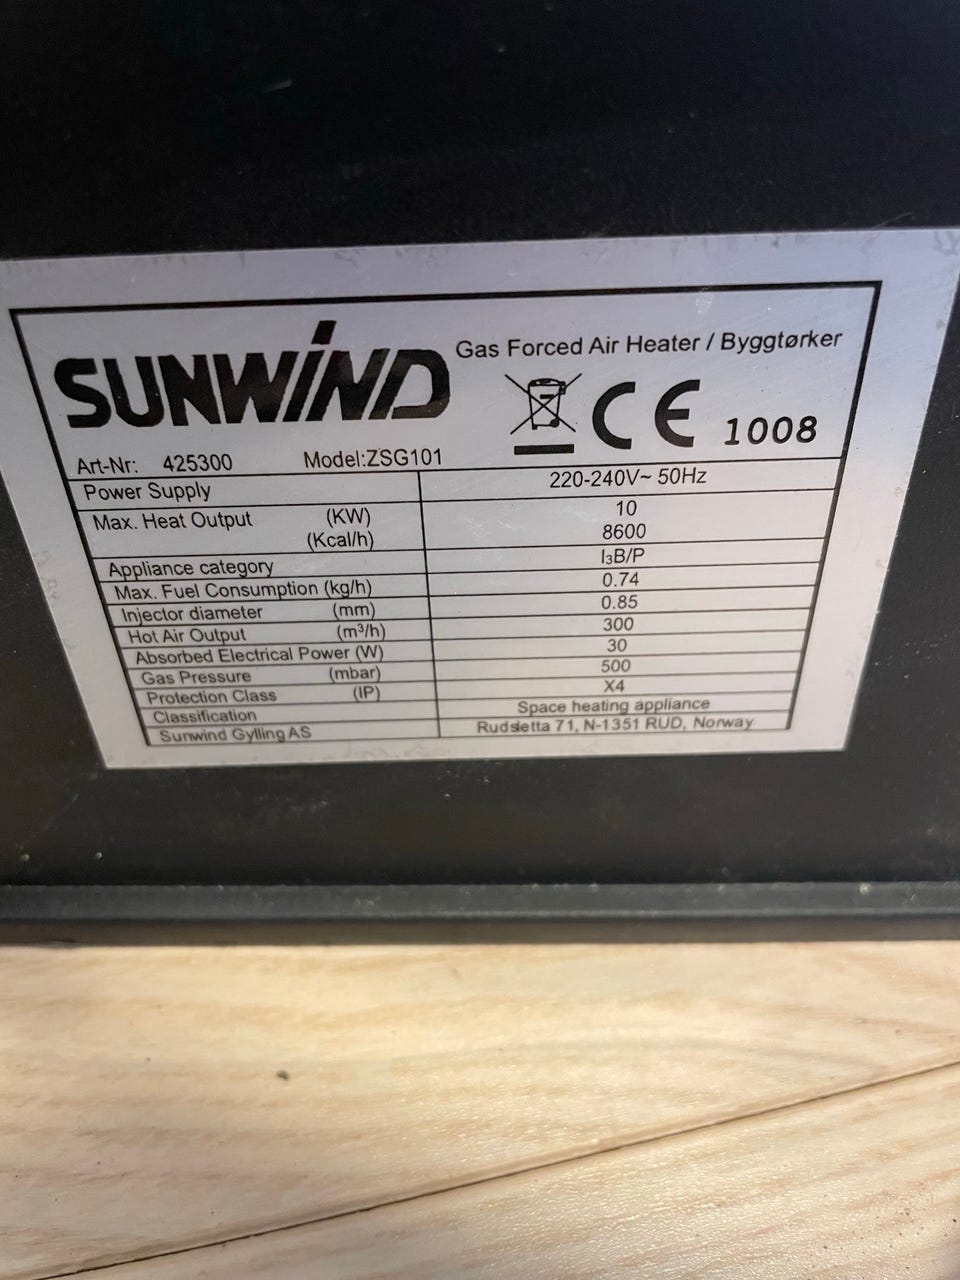 SUNWIND
Gas Forced Air Heater / Byggtørker
CE 1008
Art-Nr: 425300 Model:ZSG101
Power Supply 220-240V~ 50Hz
Max. Heat Output (KW) 10
(Kcal/h) 8600
Appliance category I₃B/P
Max. Fuel Consumption (kg/h) 0.74
Injector diameter (mm) 0.85
Hot Air Output (m³/h) 300
Absorbed Electrical Power (W) 30
Gas Pressure (mbar) 500
Protection Class (IP) X4
Classification Space heating appliance
Sunwind Gylling AS Rudsletta 71, N-1351 RUD, Norway